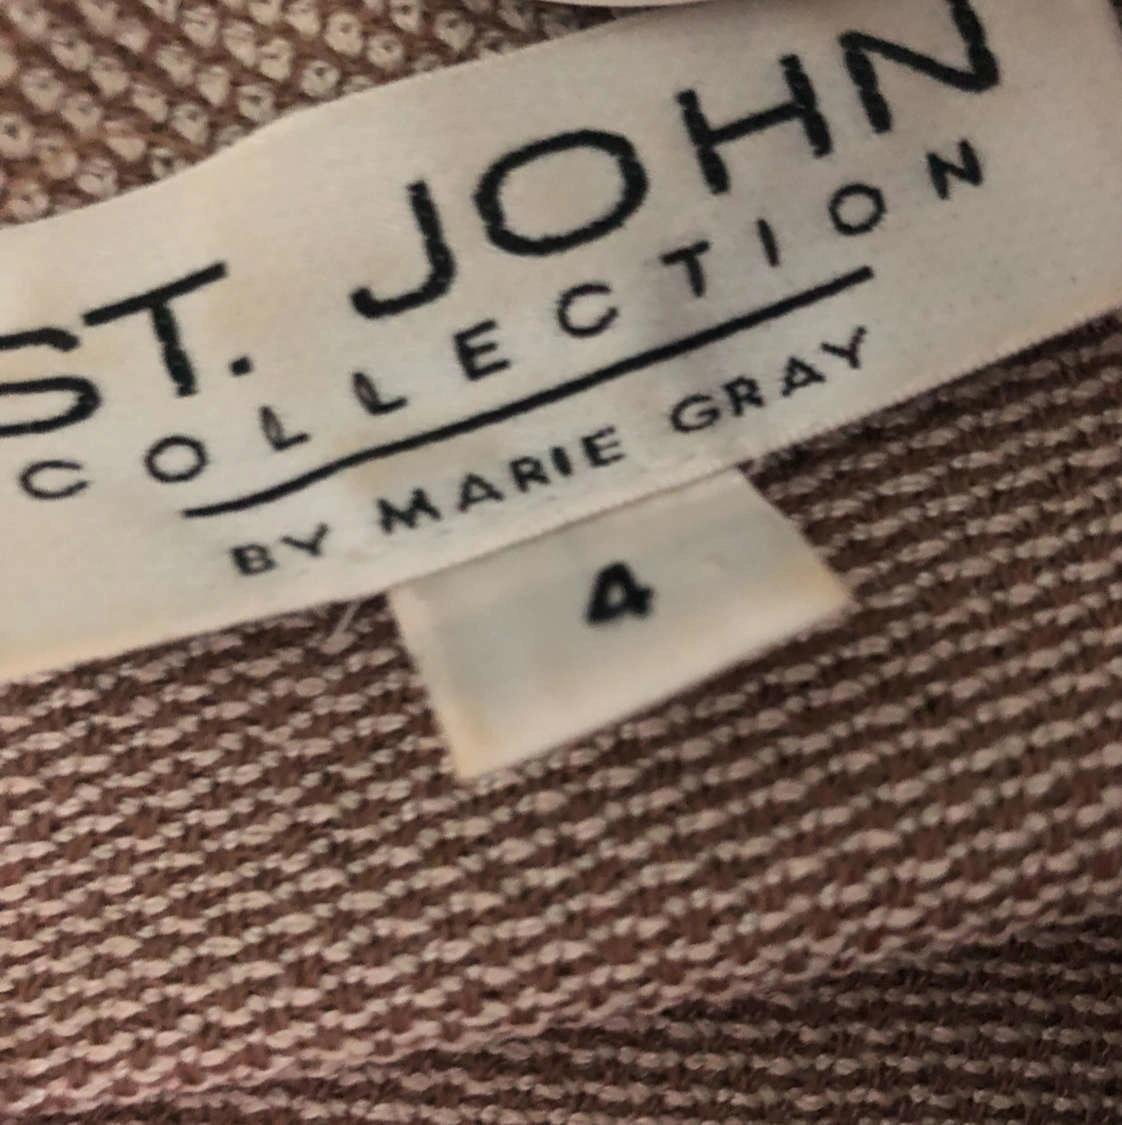 ST. JOHN
COLLECTION
BY MARIE GRAY
4